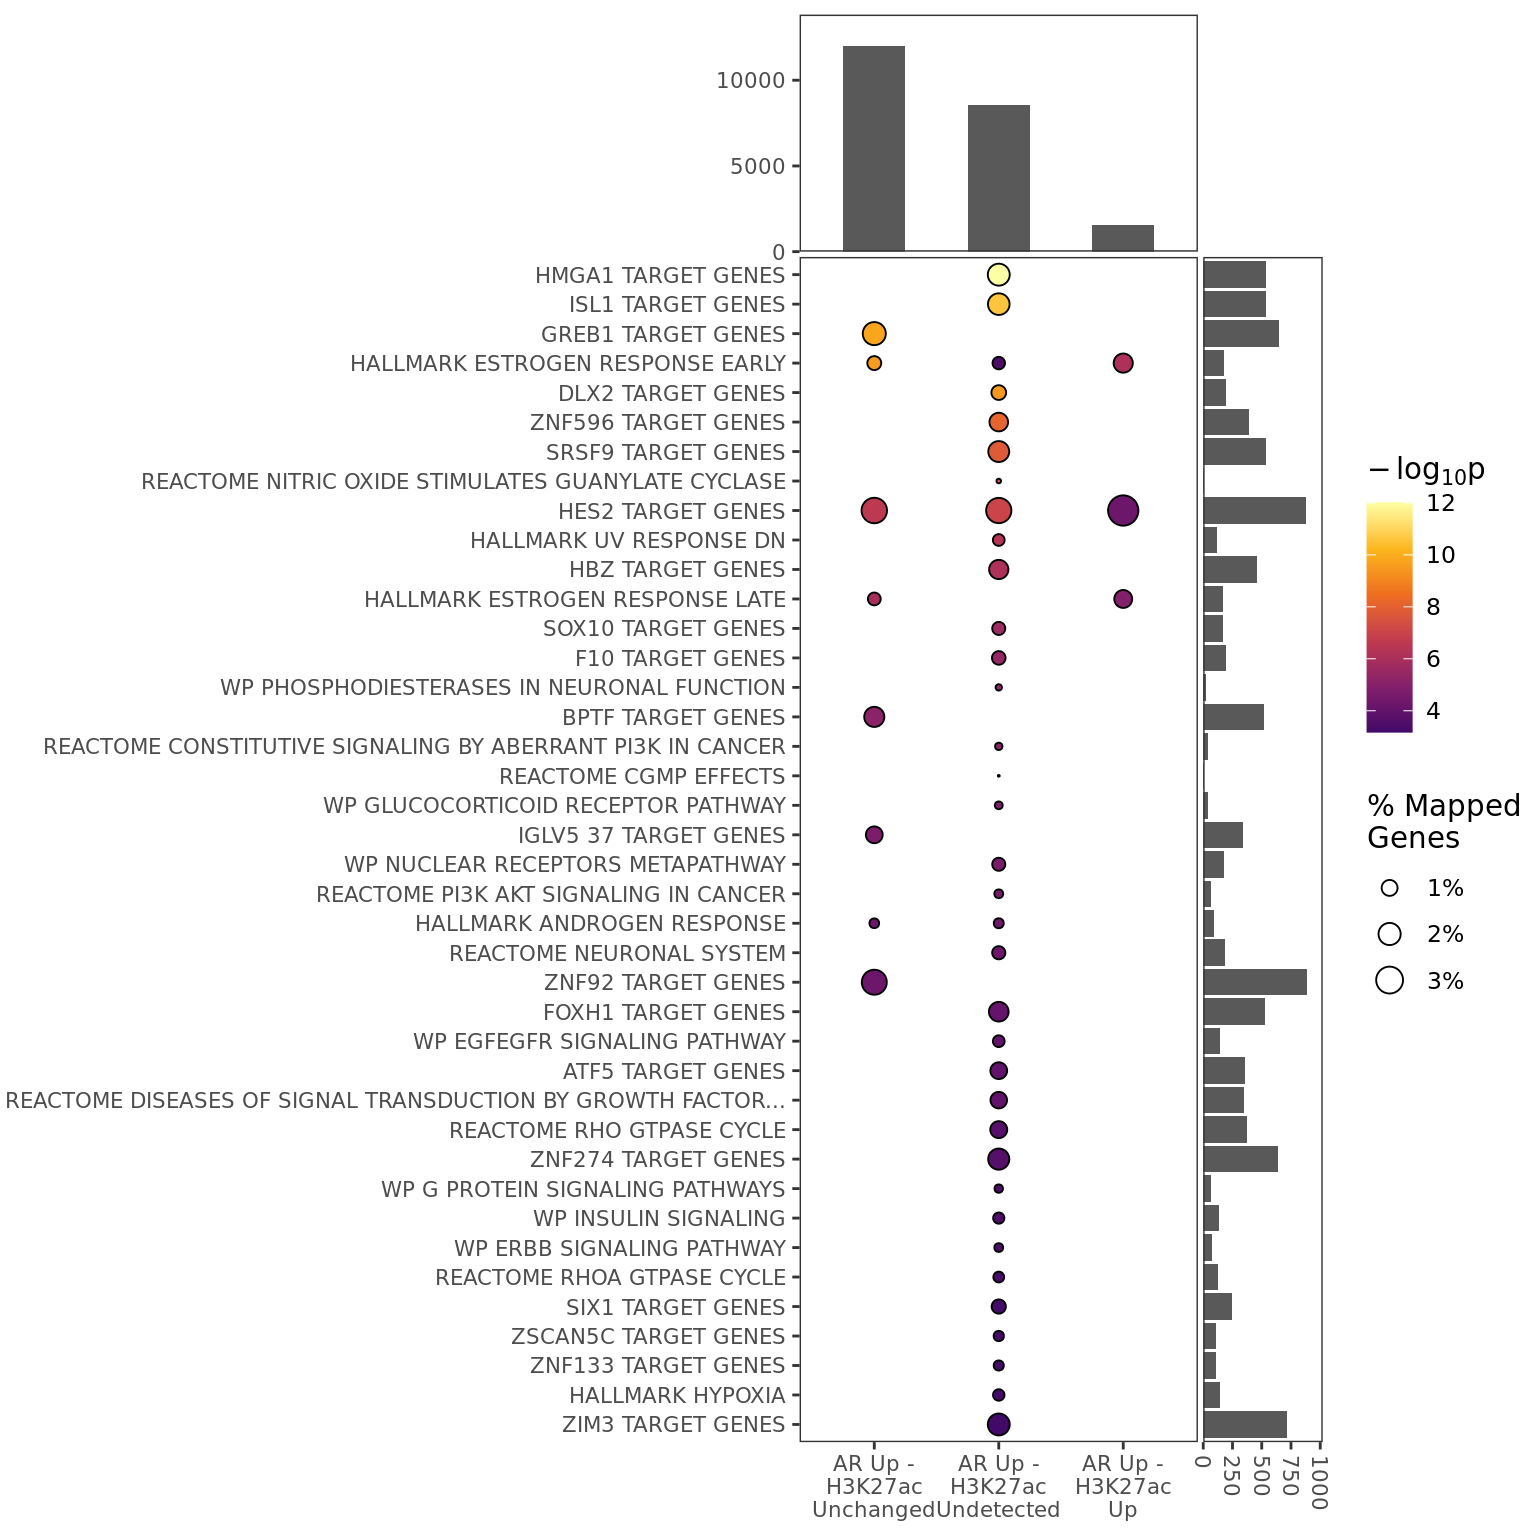 10000
5000
0
HMGA1 TARGET GENES
ISL1 TARGET GENES
GREB1 TARGET GENES
HALLMARK ESTROGEN RESPONSE EARLY
DLX2 TARGET GENES
ZNF596 TARGET GENES
SRSF9 TARGET GENES
REACTOME NITRIC OXIDE STIMULATES GUANYLATE CYCLASE
HES2 TARGET GENES
HALLMARK UV RESPONSE DN
HBZ TARGET GENES
HALLMARK ESTROGEN RESPONSE LATE
SOX10 TARGET GENES
F10 TARGET GENES
WP PHOSPHODIESTERASES IN NEURONAL FUNCTION
BPTF TARGET GENES
REACTOME CONSTITUTIVE SIGNALING BY ABERRANT PI3K IN CANCER
REACTOME CGMP EFFECTS
WP GLUCOCORTICOID RECEPTOR PATHWAY
IGLV5 37 TARGET GENES
WP NUCLEAR RECEPTORS METAPATHWAY
REACTOME PI3K AKT SIGNALING IN CANCER
HALLMARK ANDROGEN RESPONSE
REACTOME NEURONAL SYSTEM
ZNF92 TARGET GENES
FOXH1 TARGET GENES
WP EGFEGFR SIGNALING PATHWAY
ATF5 TARGET GENES
REACTOME DISEASES OF SIGNAL TRANSDUCTION BY GROWTH FACTOR...
REACTOME RHO GTPASE CYCLE
ZNF274 TARGET GENES
WP G PROTEIN SIGNALING PATHWAYS
WP INSULIN SIGNALING
WP ERBB SIGNALING PATHWAY
REACTOME RHOA GTPASE CYCLE
SIX1 TARGET GENES
ZSCAN5C TARGET GENES
ZNF133 TARGET GENES
HALLMARK HYPOXIA
ZIM3 TARGET GENES
AR Up -
H3K27ac
Unchanged
AR Up -
H3K27ac
Undetected
AR Up -
H3K27ac
Up
0
250
500
750
1000
−log₁₀p
12
10
8
6
4
% Mapped
Genes
1%
2%
3%